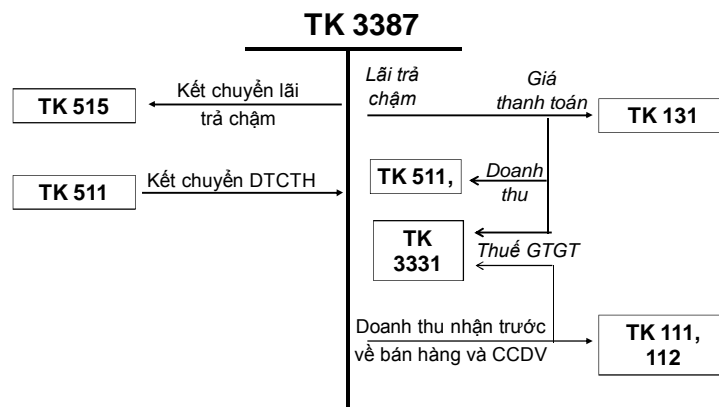 TK 3387
Kết chuyển lãi
trả chậm
TK 515
Lãi trả
chậm
Giá
thanh toán
TK 131
TK 511
Kết chuyển DTCTH
TK 511,
Doanh
thu
TK
3331
Thuế GTGT
Doanh thu nhận trước
về bán hàng và CCDV
TK 111,
112